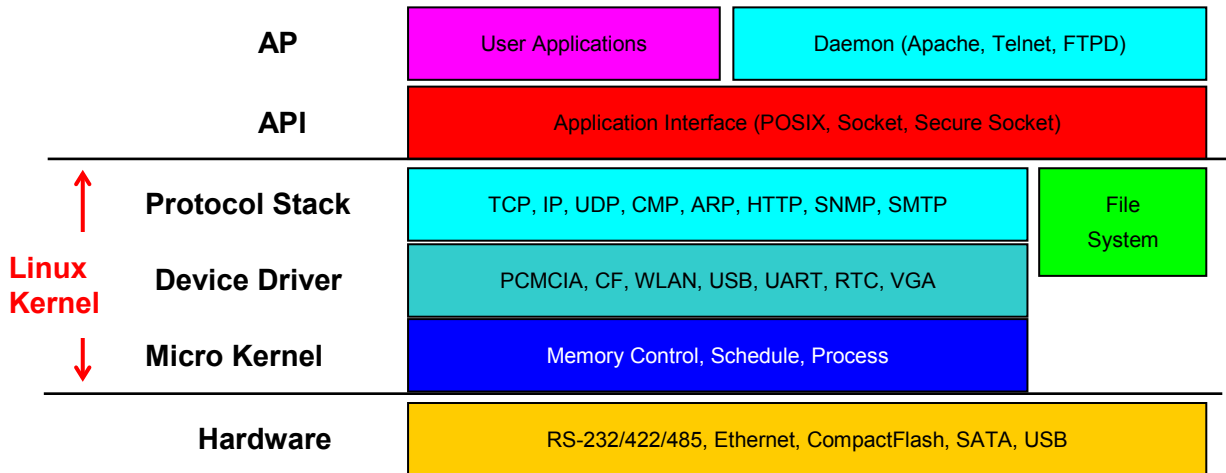 AP
User Applications
Daemon (Apache, Telnet, FTPD)
API
Application Interface (POSIX, Socket, Secure Socket)
Linux
Kernel
Protocol Stack
TCP, IP, UDP, CMP, ARP, HTTP, SNMP, SMTP
File
System
Device Driver
PCMCIA, CF, WLAN, USB, UART, RTC, VGA
Micro Kernel
Memory Control, Schedule, Process
Hardware
RS-232/422/485, Ethernet, CompactFlash, SATA, USB